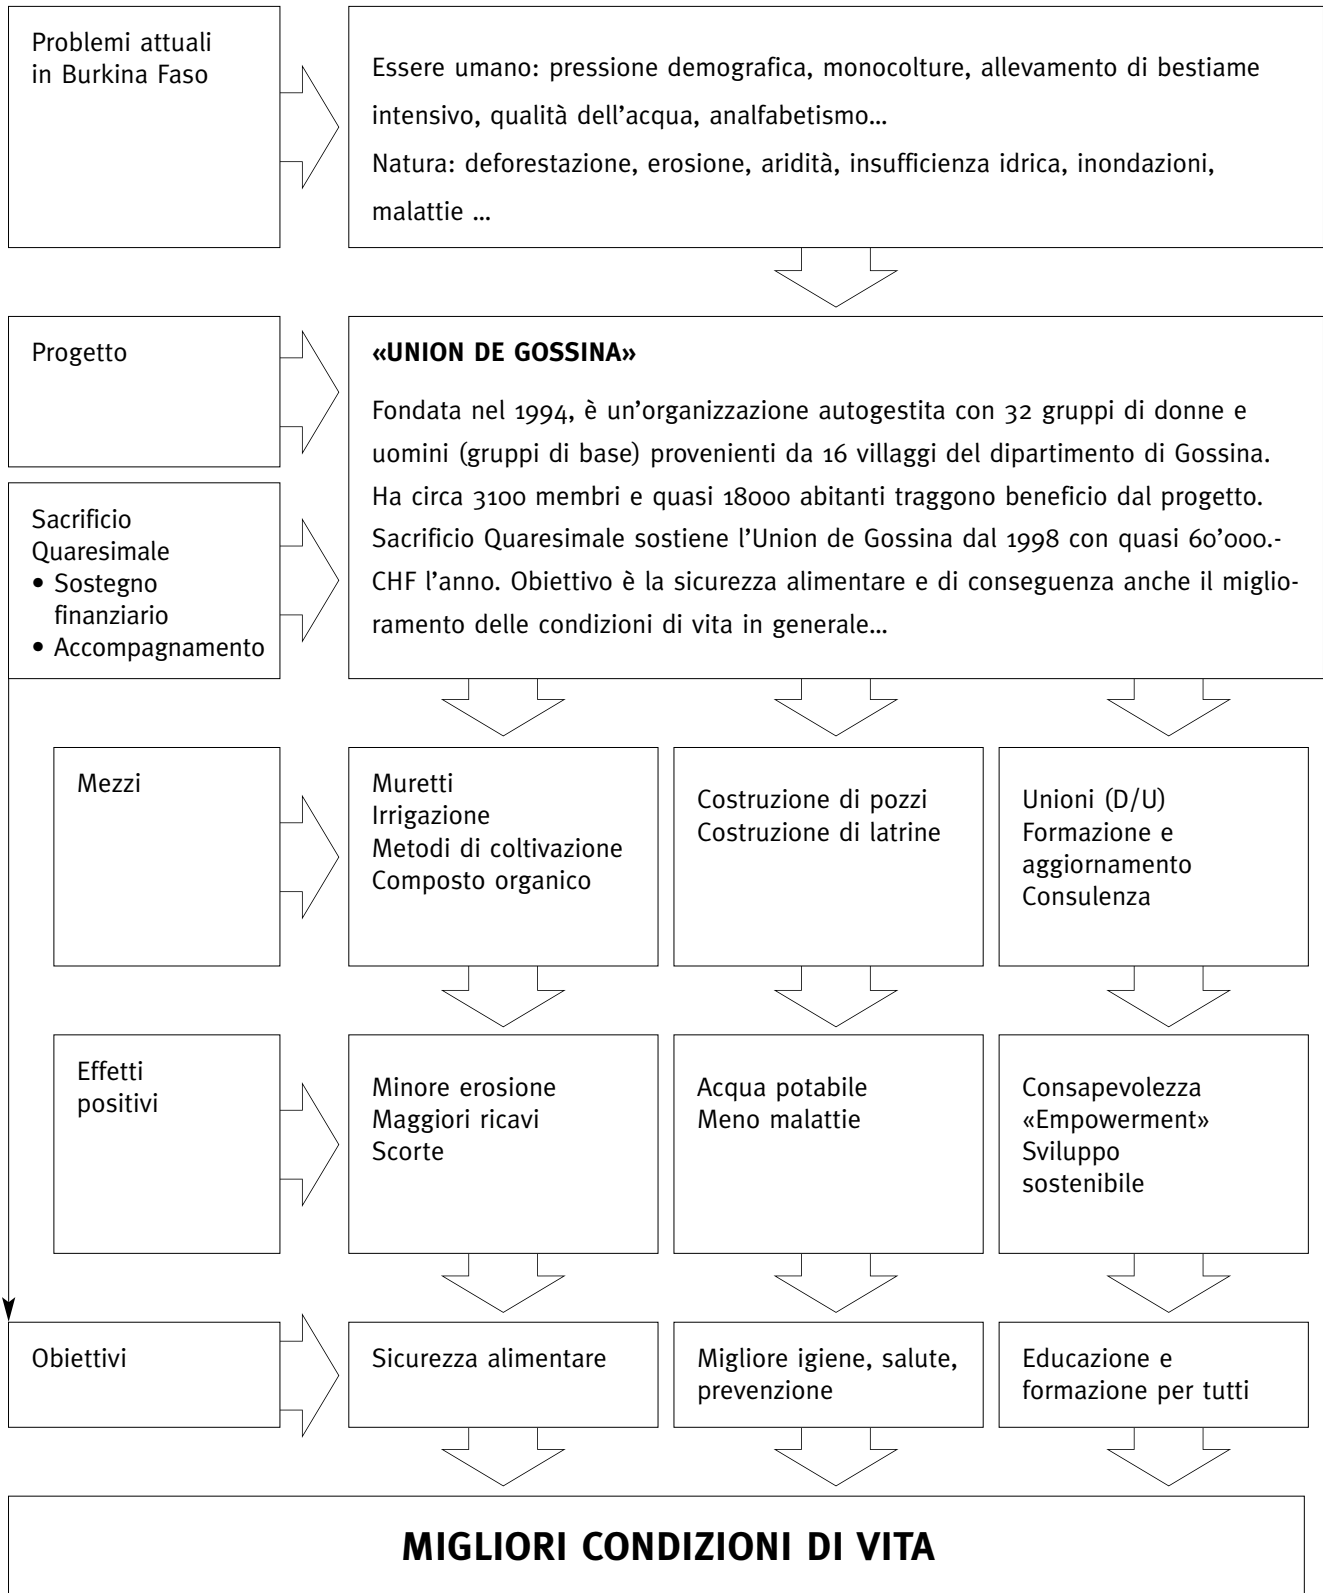 Problemi attuali
in Burkina Faso
Essere umano: pressione demografica, monocolture, allevamento di bestiame
intensivo, qualità dell’acqua, analfabetismo…
Natura: deforestazione, erosione, aridità, insufficienza idrica, inondazioni,
malattie …
Progetto
«UNION DE GOSSINA»
Fondata nel 1994, è un’organizzazione autogestita con 32 gruppi di donne e
uomini (gruppi di base) provenienti da 16 villaggi del dipartimento di Gossina.
Ha circa 3100 membri e quasi 18000 abitanti traggono beneficio dal progetto.
Sacrificio Quaresimale sostiene l’Union de Gossina dal 1998 con quasi 60’000.-
CHF l’anno. Obiettivo è la sicurezza alimentare e di conseguenza anche il miglio-
ramento delle condizioni di vita in generale…
Sacrificio
Quaresimale
• Sostegno
finanziario
• Accompagnamento
Mezzi
Muretti
Irrigazione
Metodi di coltivazione
Composto organico
Costruzione di pozzi
Costruzione di latrine
Unioni (D/U)
Formazione e
aggiornamento
Consulenza
Effetti
positivi
Minore erosione
Maggiori ricavi
Scorte
Acqua potabile
Meno malattie
Consapevolezza
«Empowerment»
Sviluppo
sostenibile
Obiettivi
Sicurezza alimentare
Migliore igiene, salute,
prevenzione
Educazione e
formazione per tutti
MIGLIORI CONDIZIONI DI VITA